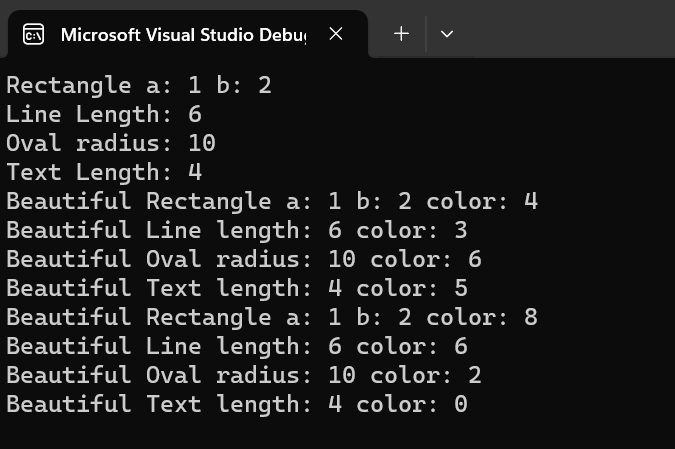 Microsoft Visual Studio Debu
Rectangle a: 1 b: 2
Line Length: 6
Oval radius: 10
Text Length: 4
Beautiful Rectangle a: 1 b: 2 color: 4
Beautiful Line length: 6 color: 3
Beautiful Oval radius: 10 color: 6
Beautiful Text length: 4 color: 5
Beautiful Rectangle a: 1 b: 2 color: 8
Beautiful Line length: 6 color: 6
Beautiful Oval radius: 10 color: 2
Beautiful Text length: 4 color: 0